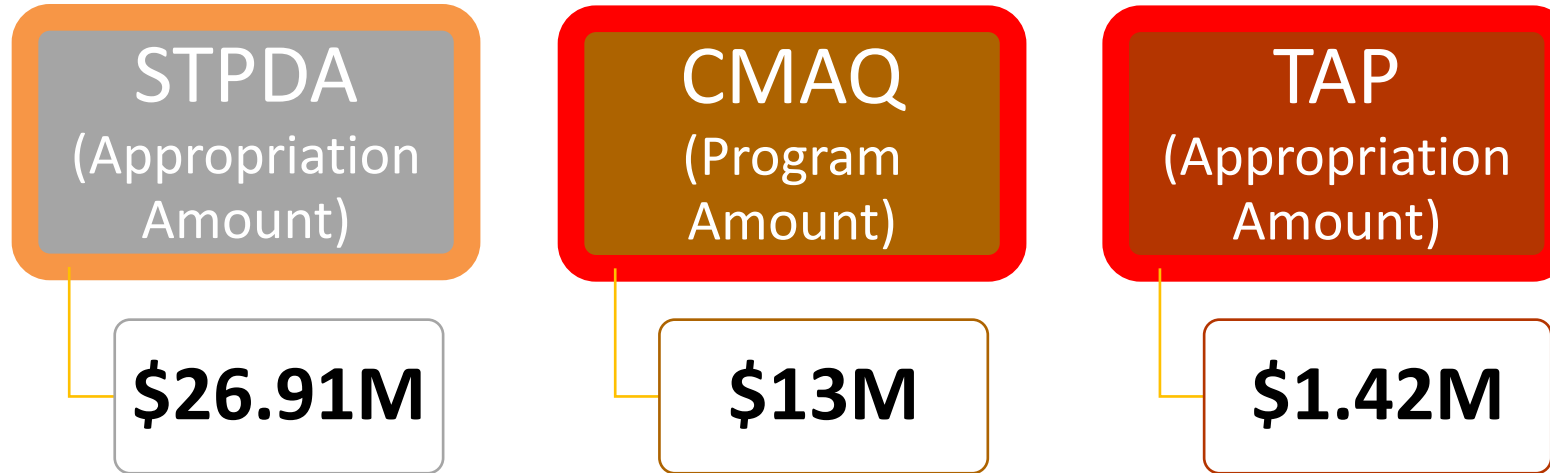 STPDA
(Appropriation
Amount)
$26.91M
CMAQ
(Program
Amount)
$13M
TAP
(Appropriation
Amount)
$1.42M